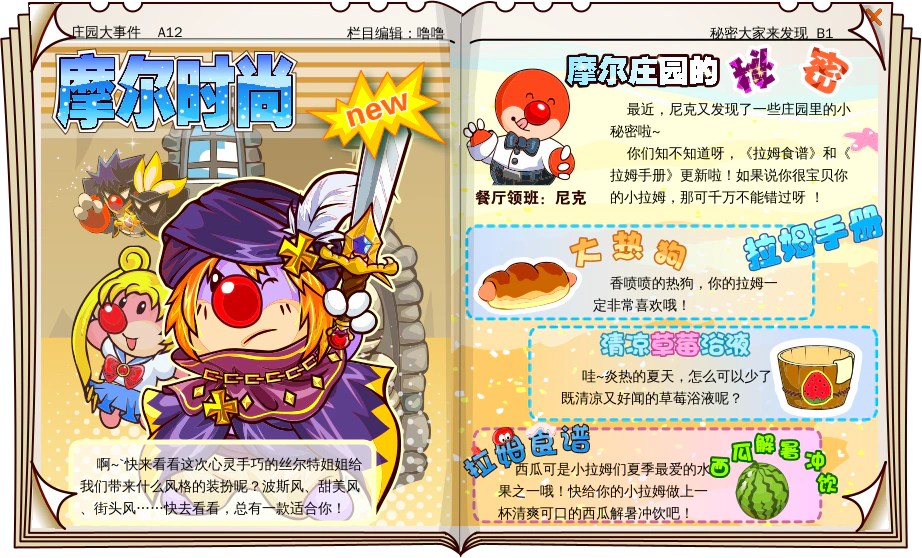 庄园大事件 A12
栏目编辑：噜噜
摩尔时尚
new
啊~`快来看看这次心灵手巧的丝尔特姐姐给
我们带来什么风格的装扮呢？波斯风、甜美风
、街头风……快去看看，总有一款适合你！
秘密大家来发现 B1
摩尔庄园的秘密
最近，尼克又发现了一些庄园里的小
秘密啦~
你们知不知道呀，《拉姆食谱》和《
拉姆手册》更新啦！如果说你很宝贝你
的小拉姆，那可千万不能错过呀 ！
餐厅领班：尼克
拉姆手册
大热狗
香喷喷的热狗，你的拉姆一
定非常喜欢哦！
清凉草莓浴液
哇~炎热的夏天，怎么可以少了
既清凉又好闻的草莓浴液呢？
拉姆食谱
西瓜解暑冲饮
西瓜可是小拉姆们夏季最爱的水
果之一哦！快给你的小拉姆做上一
杯清爽可口的西瓜解暑冲饮吧！